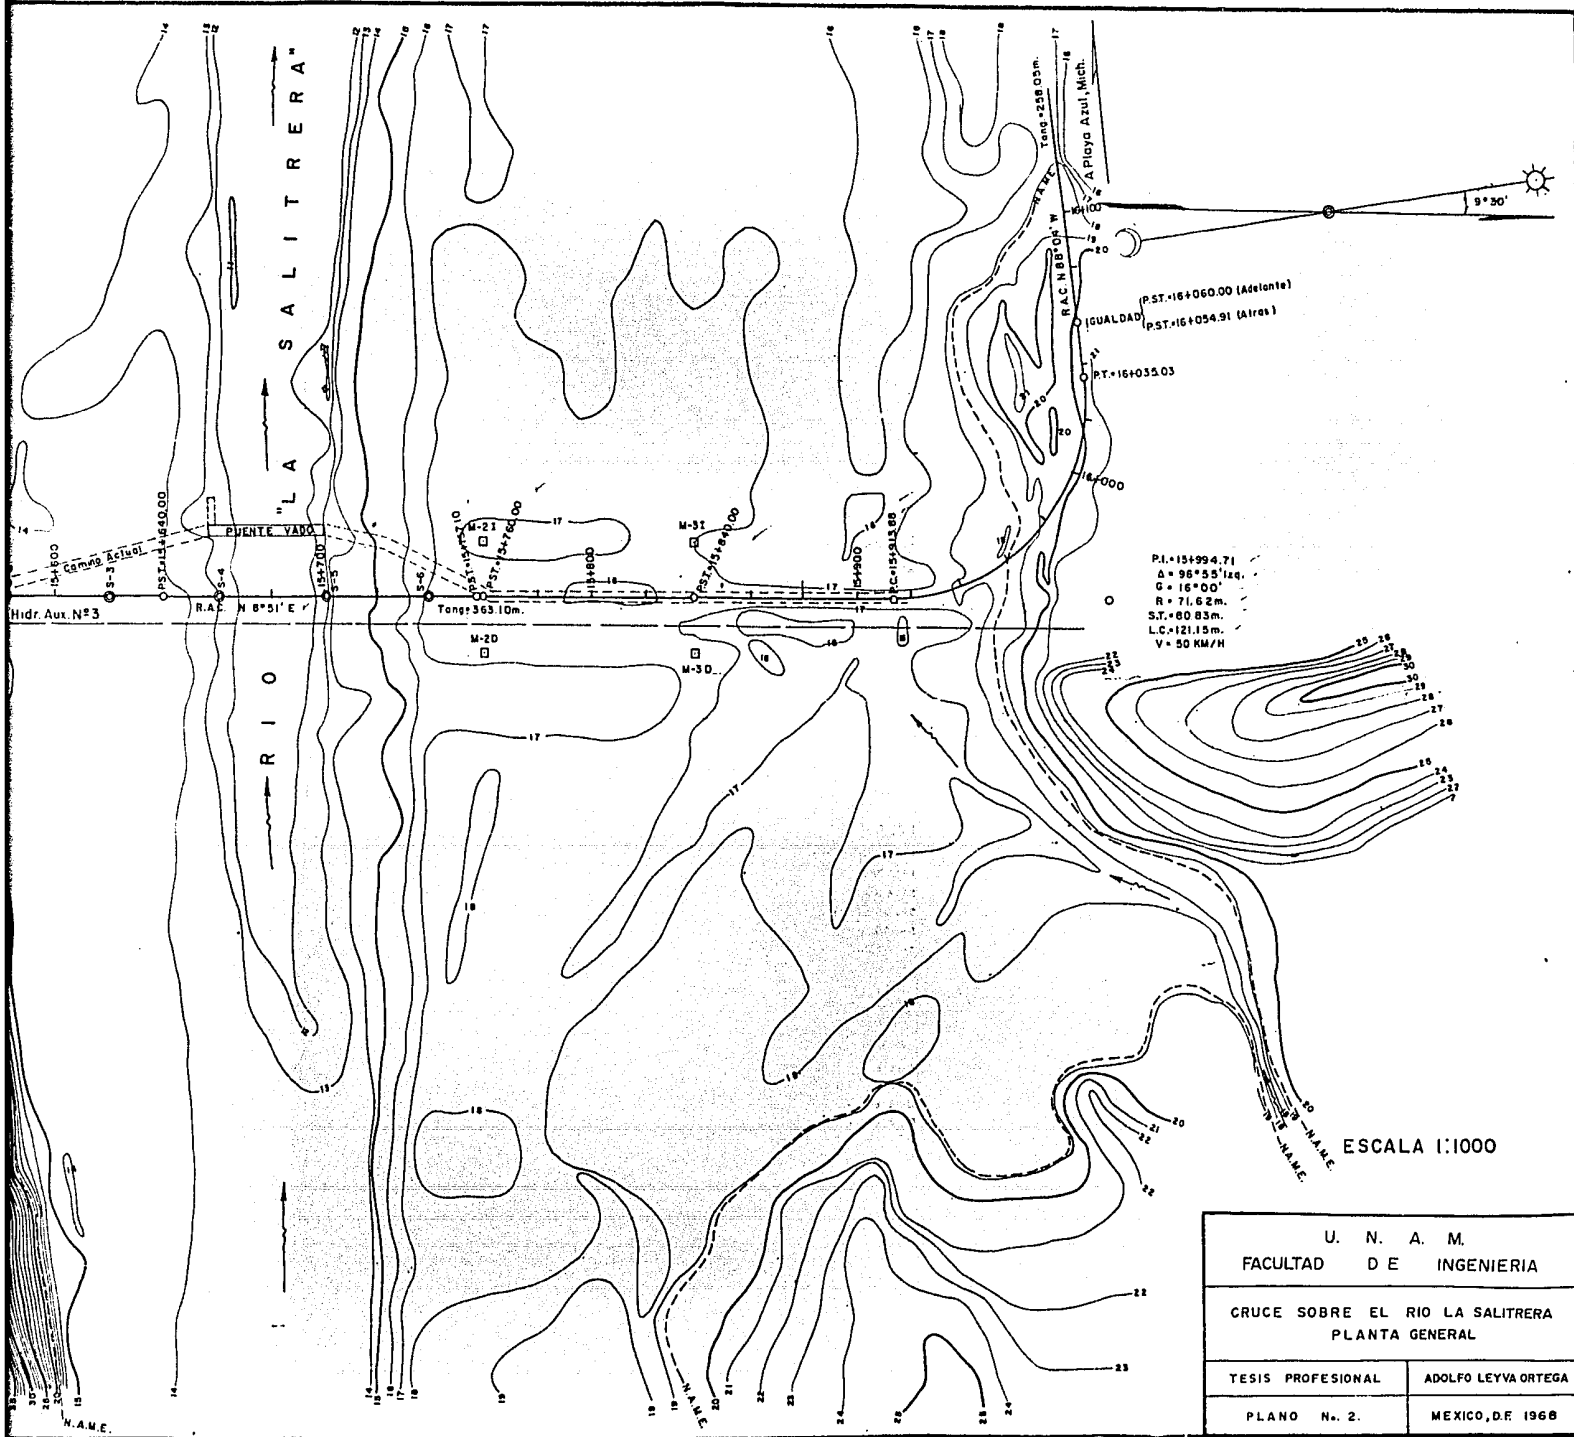 RIO "LA SALITRERA"
Tang.=258.05m.
A Playa Azul, Mich.
N.A.M.E.
R.A.C. N 88°04' W
16+100
9°30'
IGUALDAD
P.ST.=16+060.00 (Adelante)
P.ST.=16+054.91 (Atras)
P.T.=16+035.03
16+000
Camino Actual
PUENTE VADO
15+600
S-3
P.S.T.=15+640.00
S-4
15+700
S-5
S-6
P.S.T.=15+757.10
P.S.T.=15+760.00
M-2I
15+800
M-3I
P.S.T.=15+840.00
15+900
P.C.=15+913.88
Hidr. Aux. Nº3
R.A.C. N 8°51' E
Tang=363.10m.
M-2D
M-3D
P.I.=15+994.71
Δ = 96°55' Izq.
G = 16°00'
R = 71.62m.
S.T.=80.83m.
L.C.=121.15m.
V = 50 KM/H
N.A.M.E.
N.A.M.E.
ESCALA 1:1000
N.A.M.E.
N.A.M.E.
U. N. A. M.
FACULTAD DE INGENIERIA
CRUCE SOBRE EL RIO LA SALITRERA
PLANTA GENERAL
TESIS PROFESIONAL
ADOLFO LEYVA ORTEGA
PLANO No. 2.
MEXICO, D.F. 1968